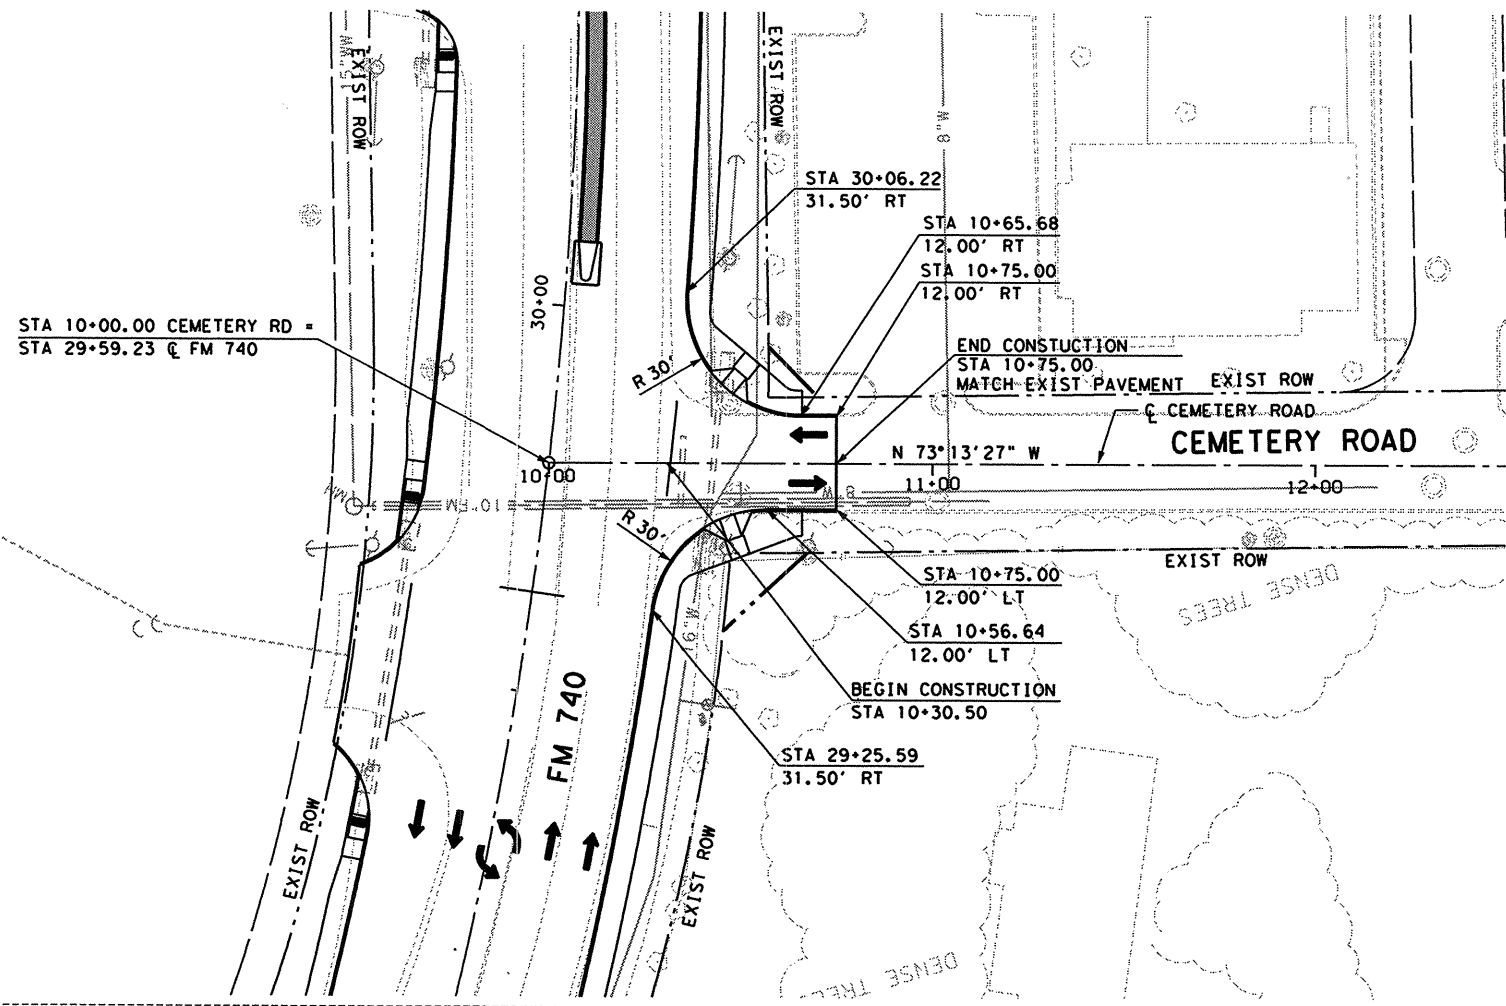 EXIST ROW
15" W
EXIST ROW
8" W
STA 30+06.22
31.50' RT
STA 10+65.68
12.00' RT
STA 10+75.00
12.00' RT
30+00
STA 10+00.00 CEMETERY RD =
STA 29+59.23 ℄ FM 740
END CONSTUCTION
STA 10+75.00
MATCH EXIST PAVEMENT
EXIST ROW
R 30'
℄ CEMETERY ROAD
CEMETERY ROAD
N 73°13'27" W
10+00
11+00
12+00
8" W
10" FM
R 30'
EXIST ROW
STA 10+75.00
12.00' LT
DENSE TREES
STA 10+56.64
12.00' LT
BEGIN CONSTRUCTION
STA 10+30.50
FM 740
STA 29+25.59
31.50' RT
EXIST ROW
EXIST ROW
DENSE TREES